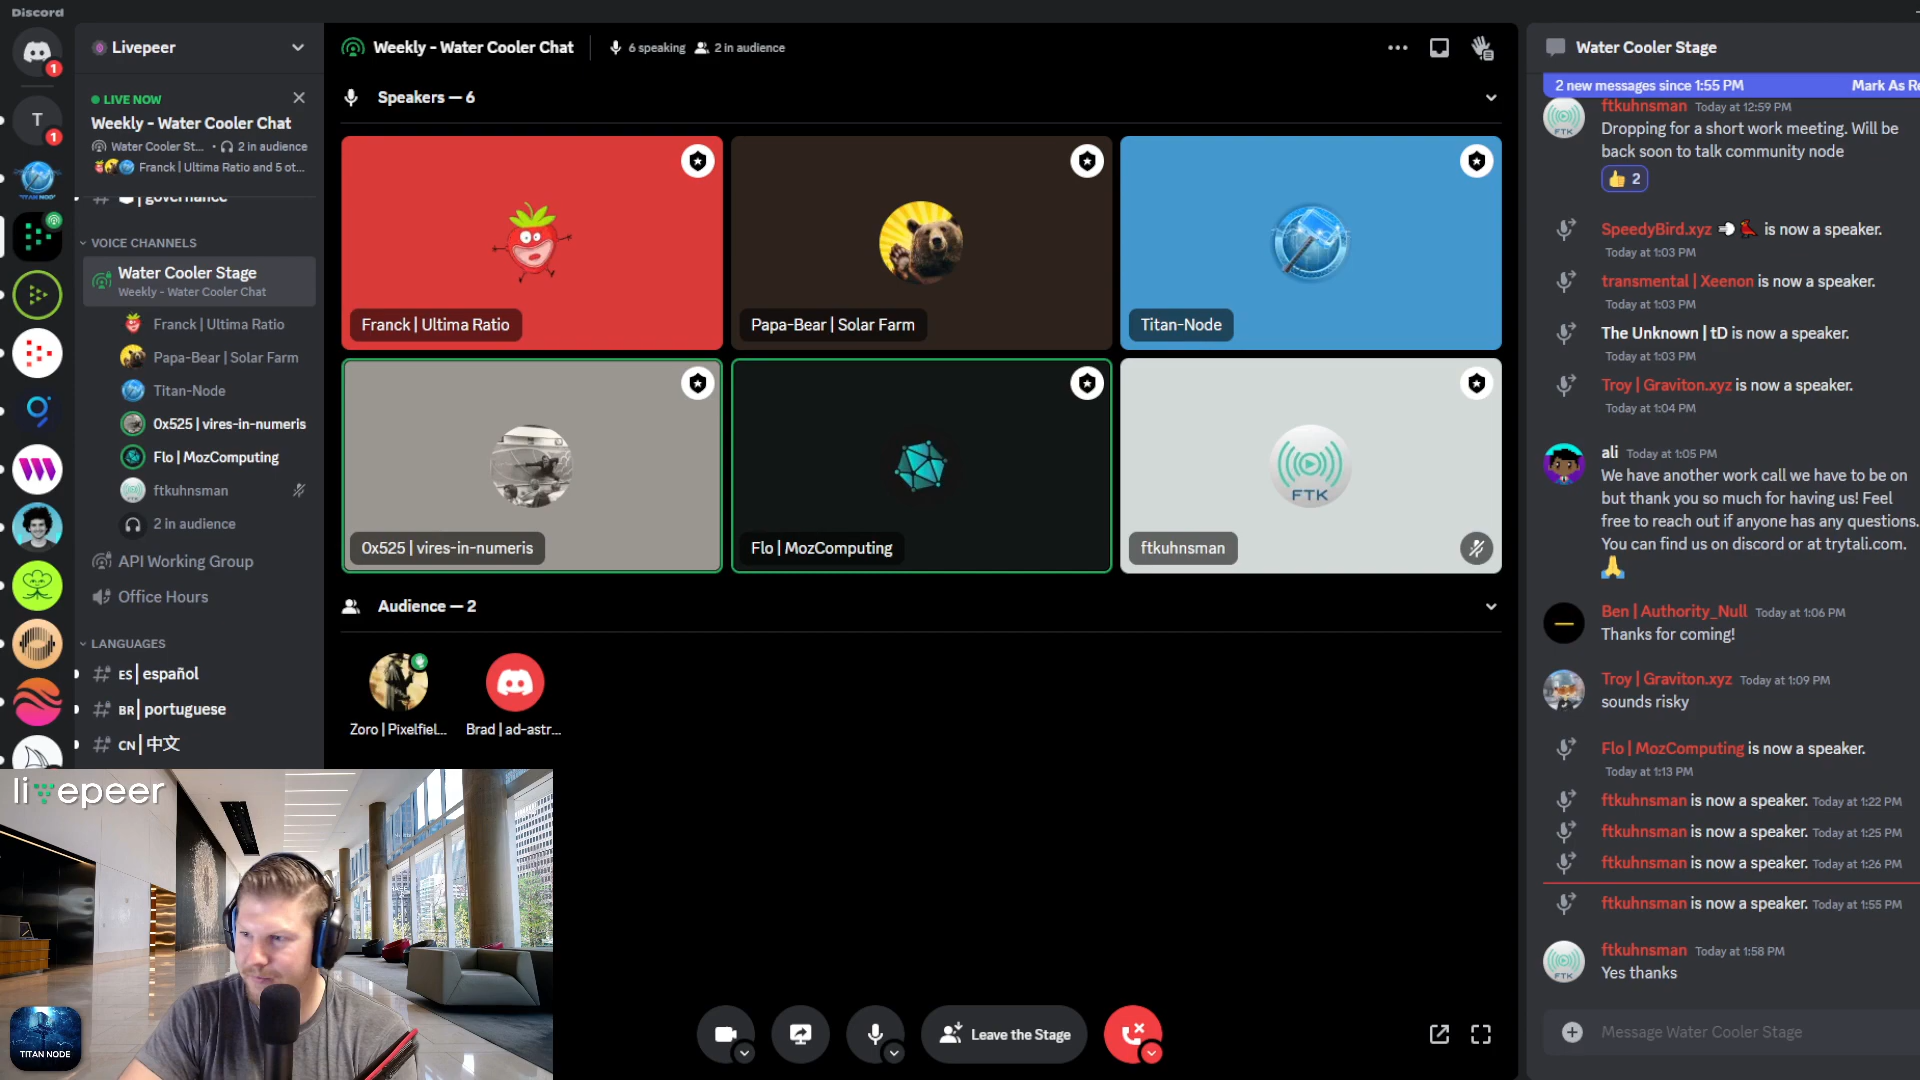 Discord
1
T
1
TITAN NODE
Livepeer
LIVE NOW
Weekly - Water Cooler Chat
Water Cooler St... • 2 in audience
Franck | Ultima Ratio and 5 ot...
governance
VOICE CHANNELS
Water Cooler Stage
Weekly - Water Cooler Chat
Franck | Ultima Ratio
Papa-Bear | Solar Farm
Titan-Node
0x525 | vires-in-numeris
Flo | MozComputing
ftkuhnsman
2 in audience
API Working Group
Office Hours
LANGUAGES
ES | español
BR | portuguese
CN | 中文
Weekly - Water Cooler Chat
6 speaking 2 in audience
Speakers — 6
Franck | Ultima Ratio
Papa-Bear | Solar Farm
Titan-Node
0x525 | vires-in-numeris
Flo | MozComputing
FTK
ftkuhnsman
Audience — 2
Zoro | Pixelfiel...
Brad | ad-astr...
Leave the Stage
livepeer
TITAN NODE
Water Cooler Stage
2 new messages since 1:55 PM Mark As Re
ftkuhnsman Today at 12:59 PM
FTK
Dropping for a short work meeting. Will be
back soon to talk community node
2
SpeedyBird.xyz is now a speaker.
Today at 1:03 PM
transmental | Xeenon is now a speaker.
Today at 1:03 PM
The Unknown | tD is now a speaker.
Today at 1:03 PM
Troy | Graviton.xyz is now a speaker.
Today at 1:04 PM
ali Today at 1:05 PM
We have another work call we have to be on
but thank you so much for having us! Feel
free to reach out if anyone has any questions.
You can find us on discord or at trytali.com.
Ben | Authority_Null Today at 1:06 PM
Thanks for coming!
Troy | Graviton.xyz Today at 1:09 PM
sounds risky
Flo | MozComputing is now a speaker.
Today at 1:13 PM
ftkuhnsman is now a speaker. Today at 1:22 PM
ftkuhnsman is now a speaker. Today at 1:25 PM
ftkuhnsman is now a speaker. Today at 1:26 PM
ftkuhnsman is now a speaker. Today at 1:55 PM
ftkuhnsman Today at 1:58 PM
FTK
Yes thanks
Message Water Cooler Stage